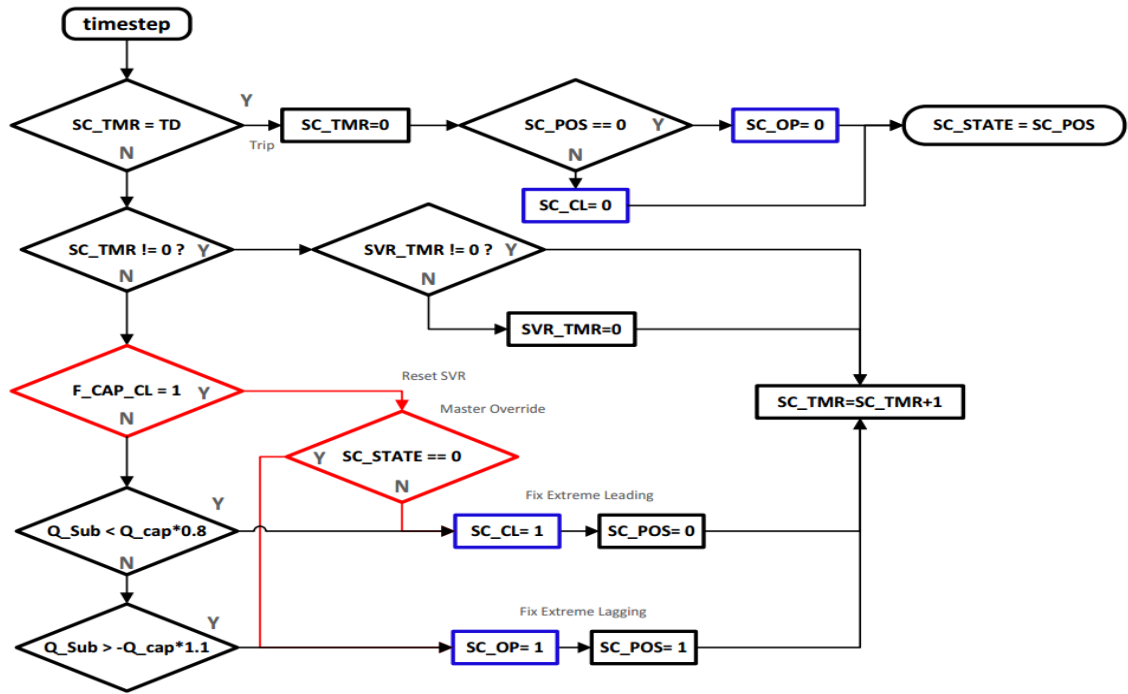 timestep
SC_TMR = TD
Y
N
Trip
SC_TMR=0
SC_POS == 0
Y
N
SC_OP= 0
SC_STATE = SC_POS
SC_CL= 0
SC_TMR != 0 ?
Y
N
SVR_TMR != 0 ?
Y
N
SVR_TMR=0
F_CAP_CL = 1
Y
N
Reset SVR
Master Override
SC_TMR=SC_TMR+1
Y
SC_STATE == 0
N
Q_Sub < Q_cap*0.8
Y
N
Fix Extreme Leading
SC_CL= 1
SC_POS= 0
Q_Sub > -Q_cap*1.1
Y
Fix Extreme Lagging
SC_OP= 1
SC_POS= 1